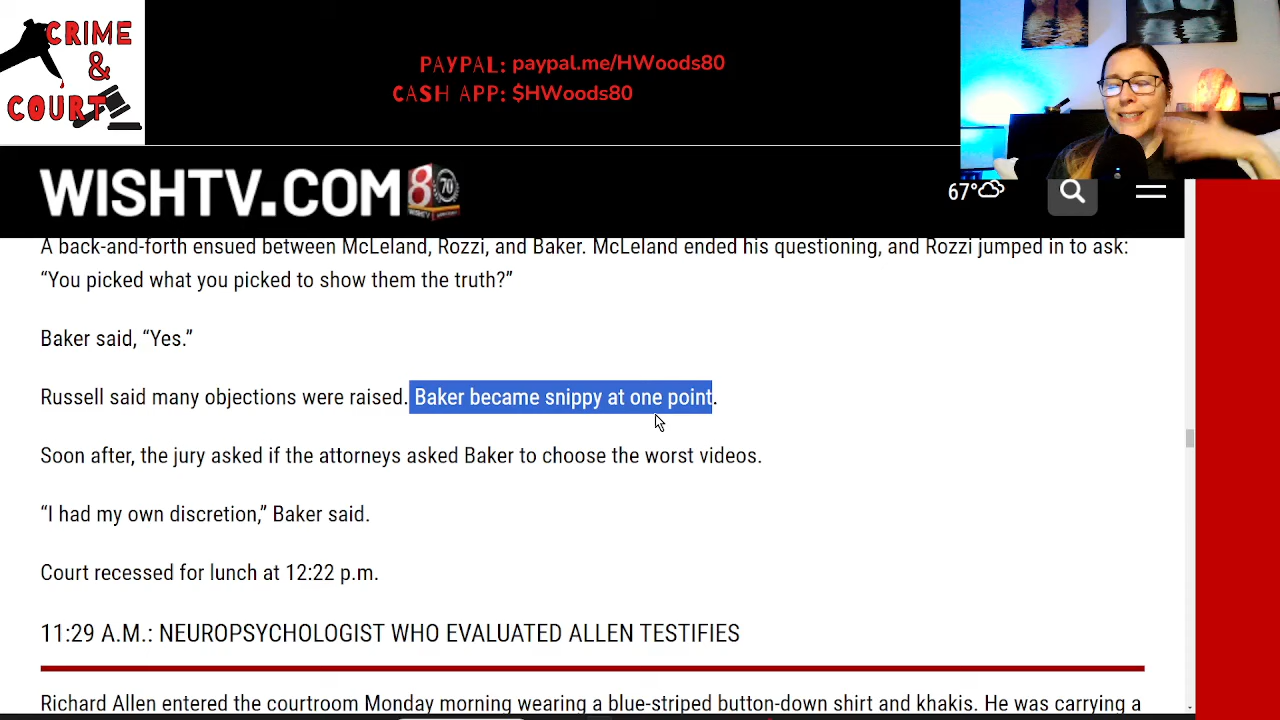 CRIME
&
COURT
PAYPAL: paypal.me/HWoods80
CASH APP: $HWoods80
WISHTV.COM 8 70
67°
A back-and-forth ensued between McLeland, Rozzi, and Baker. McLeland ended his questioning, and Rozzi jumped in to ask:
“You picked what you picked to show them the truth?”
Baker said, “Yes.”
Russell said many objections were raised. Baker became snippy at one point.
Soon after, the jury asked if the attorneys asked Baker to choose the worst videos.
“I had my own discretion,” Baker said.
Court recessed for lunch at 12:22 p.m.
11:29 A.M.: NEUROPSYCHOLOGIST WHO EVALUATED ALLEN TESTIFIES
Richard Allen entered the courtroom Monday morning wearing a blue-striped button-down shirt and khakis. He was carrying a